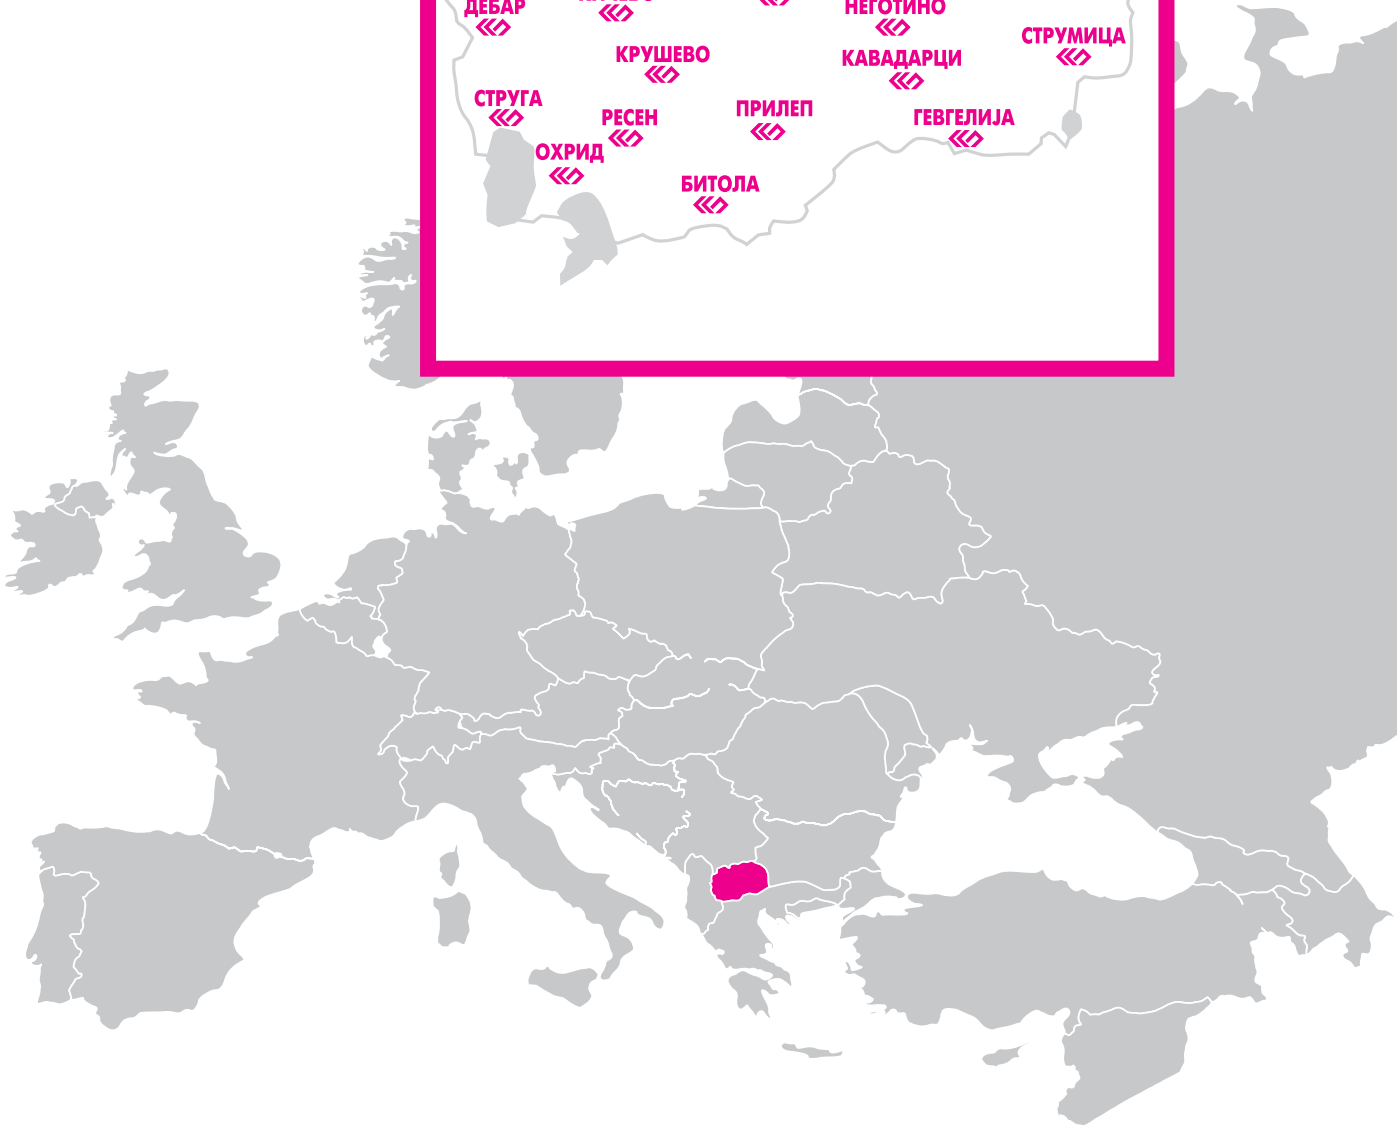 ДЕБАР
НЕГОТИНО
СТРУМИЦА
КРУШЕВО
КАВАДАРЦИ
СТРУГА
РЕСЕН
ПРИЛЕП
ГЕВГЕЛИЈА
ОХРИД
БИТОЛА